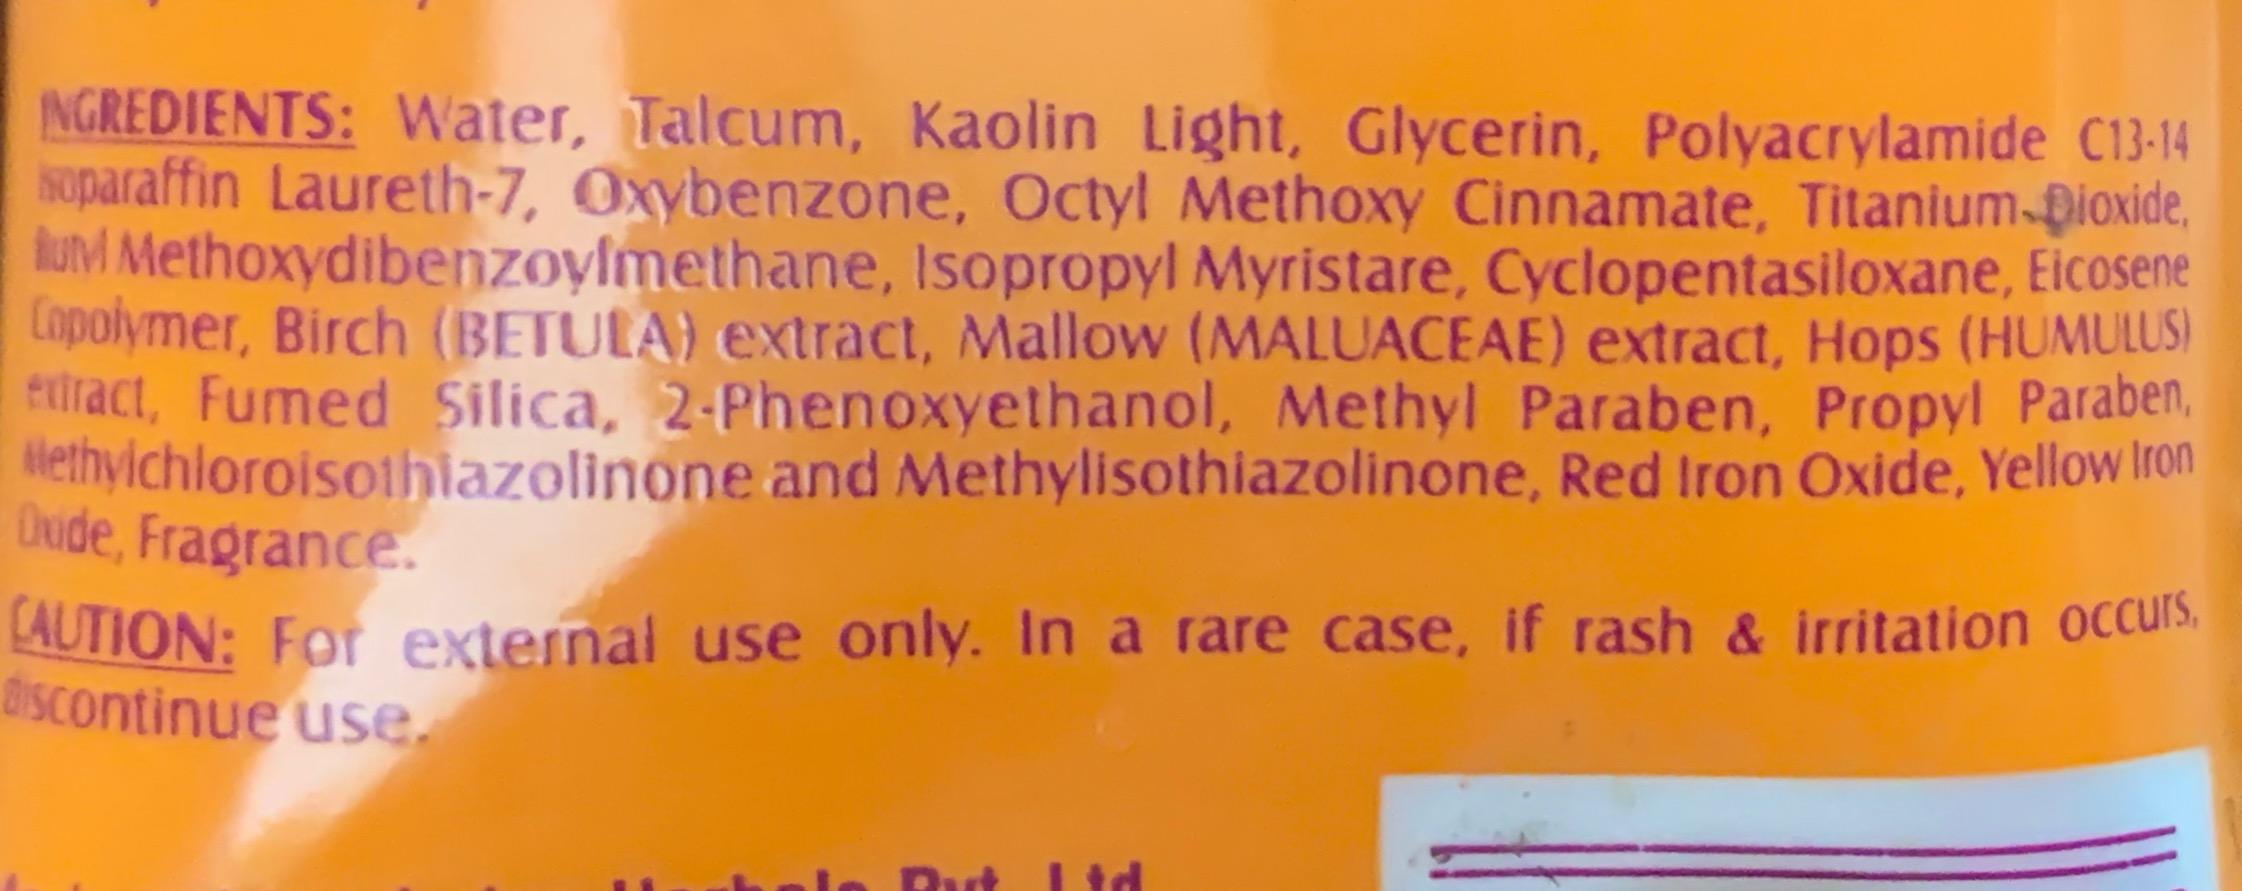 INGREDIENTS: Water, Talcum, Kaolin Light, Glycerin, Polyacrylamide C13-14
Isoparaffin Laureth-7, Oxybenzone, Octyl Methoxy Cinnamate, Titanium Dioxide,
Methoxydibenzoylmethane, Isopropyl Myristare, Cyclopentasiloxane, Eicosene
Copolymer, Birch (BETULA) extract, Mallow (MALUACEAE) extract, Hops (HUMULUS)
extract, Fumed Silica, 2-Phenoxyethanol, Methyl Paraben, Propyl Paraben,
Methylchloroisothiazolinone and Methylisothiazolinone, Red Iron Oxide, Yellow Iron
Oxide, Fragrance.
CAUTION: For external use only. In a rare case, if rash & irritation occurs,
discontinue use.
Pvt. Ltd